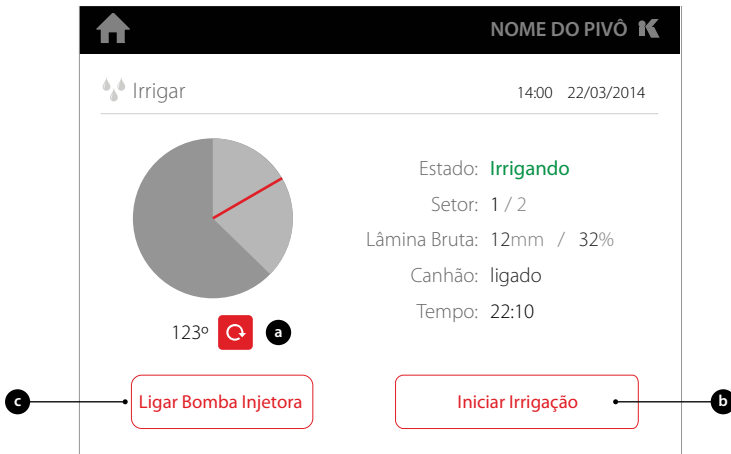 NOME DO PIVÔ
Irrigar
14:00 22/03/2014
Estado: Irrigando
Setor: 1 / 2
Lâmina Bruta: 12mm / 32%
Canhão: ligado
Tempo: 22:10
123º
a
c
Ligar Bomba Injetora
Iniciar Irrigação
b